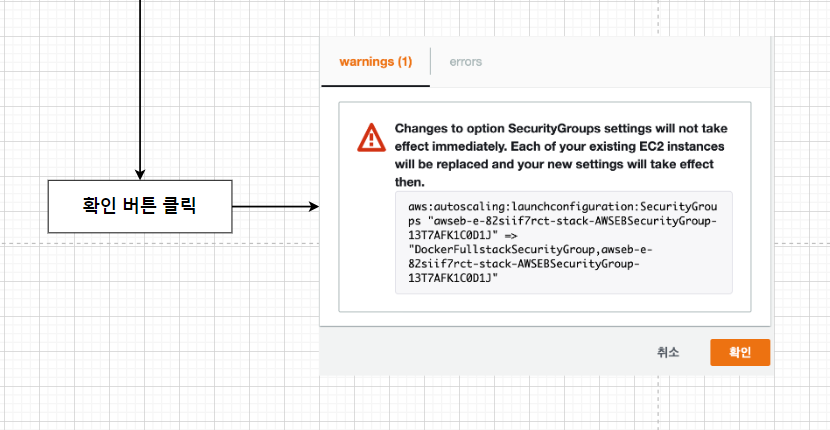 warnings (1)
errors
Changes to option SecurityGroups settings will not take
effect immediately. Each of your existing EC2 instances
will be replaced and your new settings will take effect
then.
aws:autoscaling:launchconfiguration:SecurityGrou
ps "awseb-e-82siif7rct-stack-AWSEBSecurityGroup-
13T7AFK1C0D1J" =>
"DockerFullstackSecurityGroup,awseb-e-
82siif7rct-stack-AWSEBSecurityGroup-
13T7AFK1C0D1J"
확인 버튼 클릭
취소
확인